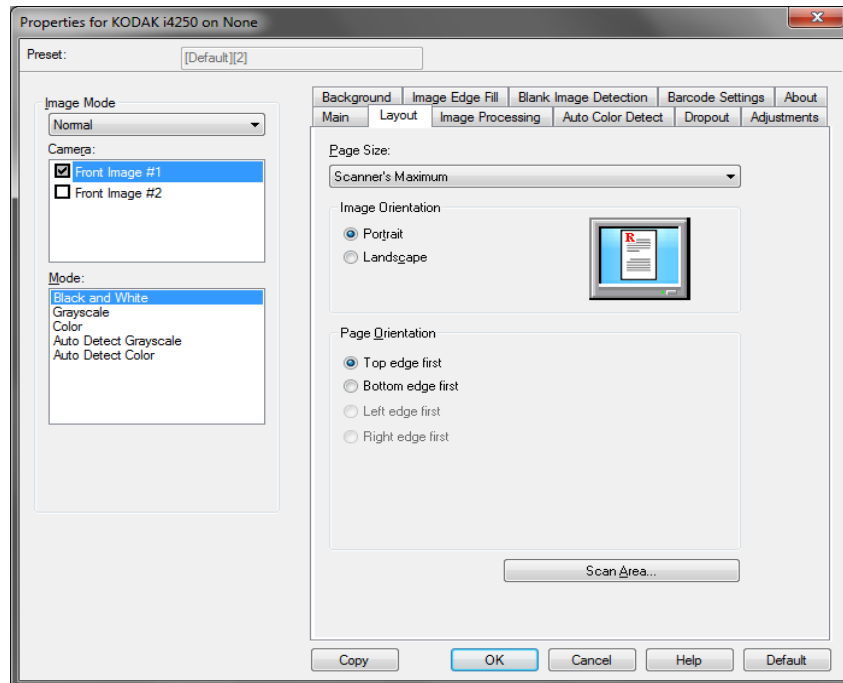 Properties for KODAK i4250 on None
Preset:
[Default][2]
Image Mode
Normal
Camera:
Front Image #1
Front Image #2
Mode:
Black and White
Grayscale
Color
Auto Detect Grayscale
Auto Detect Color
Background Image Edge Fill Blank Image Detection Barcode Settings About
Main Layout Image Processing Auto Color Detect Dropout Adjustments
Page Size:
Scanner's Maximum
Image Orientation
Portrait
Landscape
R
Page Orientation
Top edge first
Bottom edge first
Left edge first
Right edge first
Scan Area...
Copy OK Cancel Help Default